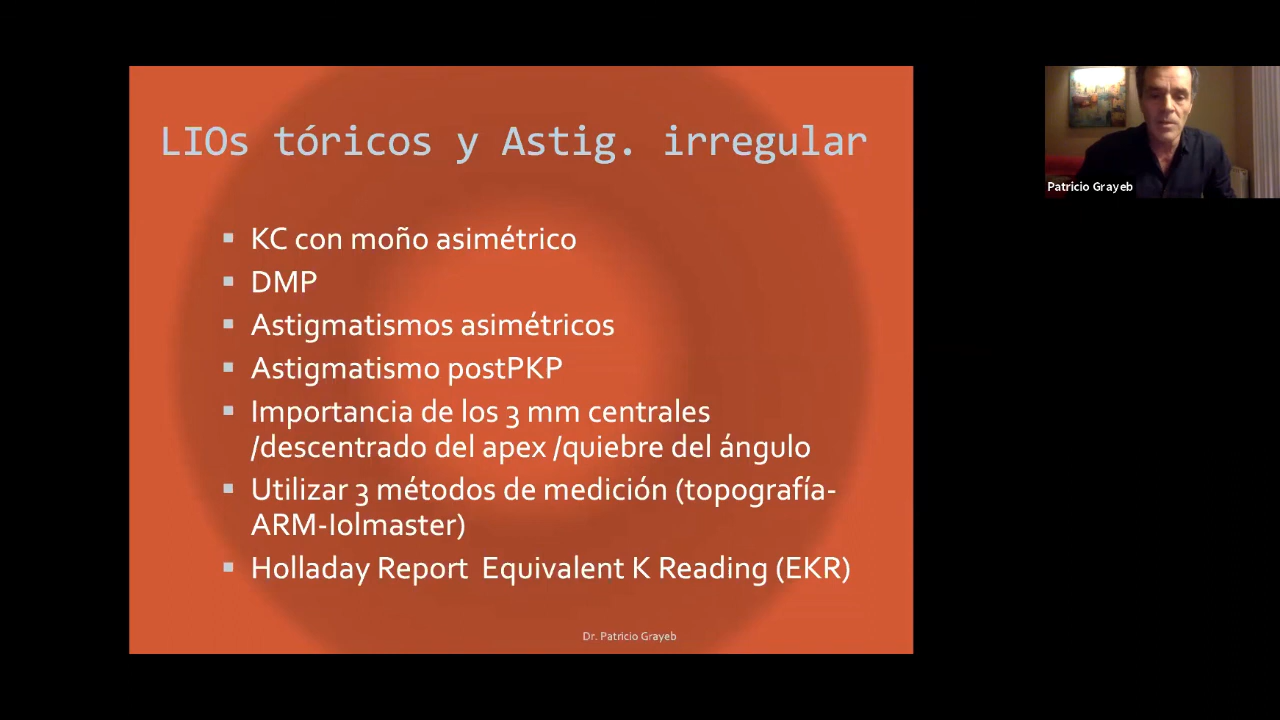 LIOs tóricos y Astig. irregular
KC con moño asimétrico
DMP
Astigmatismos asimétricos
Astigmatismo postPKP
Importancia de los 3 mm centrales
/descentrado del apex /quiebre del ángulo
Utilizar 3 métodos de medición (topografía-
ARM-Iolmaster)
Holladay Report Equivalent K Reading (EKR)
Dr. Patricio Grayeb
Patricio Grayeb